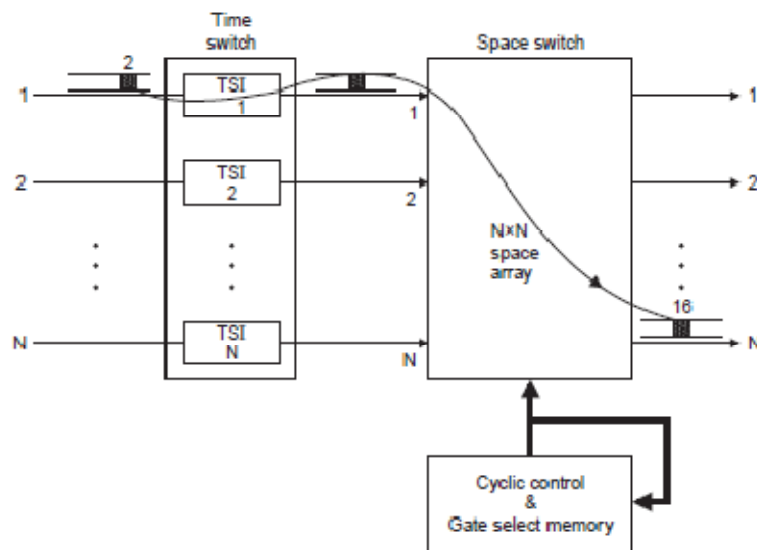 Time
switch
Space switch
2
1
TSI
1
1
1
2
TSI
2
2
2
N×N
space
array
16
N
TSI
N
N
N
Cyclic control
&
Gate select memory